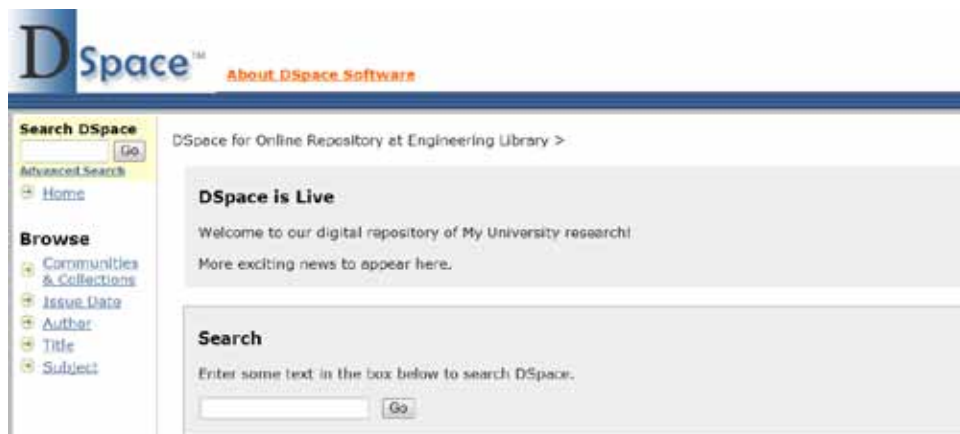 DSpace™
About DSpace Software
Search DSpace
Go
Advanced Search
Home
Browse
Communities
& Collections
Issue Date
Author
Title
Subject
DSpace for Online Repository at Engineering Library >
DSpace is Live
Welcome to our digital repository of My University research!
More exciting news to appear here.
Search
Enter some text in the box below to search DSpace.
Go